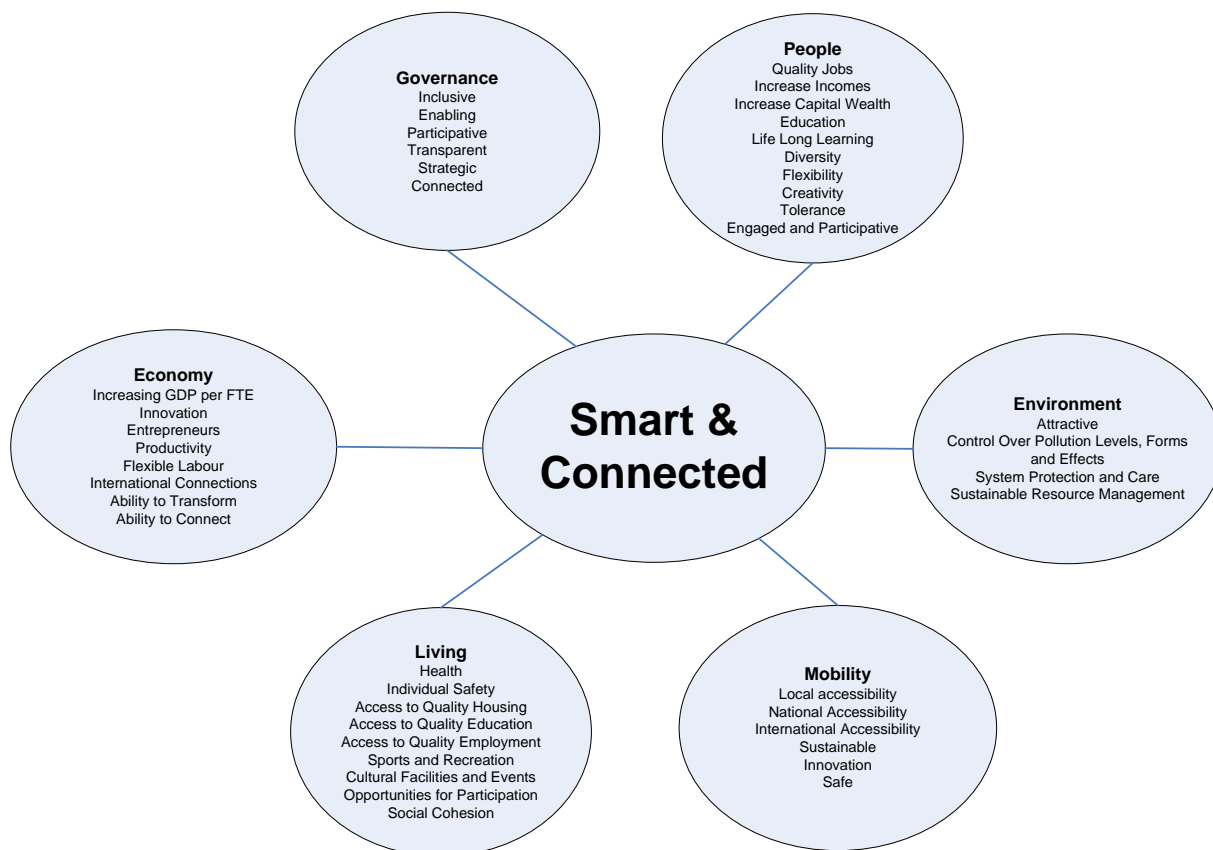 Governance
Inclusive
Enabling
Participative
Transparent
Strategic
Connected
People
Quality Jobs
Increase Incomes
Increase Capital Wealth
Education
Life Long Learning
Diversity
Flexibility
Creativity
Tolerance
Engaged and Participative
Economy
Increasing GDP per FTE
Innovation
Entrepreneurs
Productivity
Flexible Labour
International Connections
Ability to Transform
Ability to Connect
Smart &
Connected
Environment
Attractive
Control Over Pollution Levels, Forms
and Effects
System Protection and Care
Sustainable Resource Management
Living
Health
Individual Safety
Access to Quality Housing
Access to Quality Education
Access to Quality Employment
Sports and Recreation
Cultural Facilities and Events
Opportunities for Participation
Social Cohesion
Mobility
Local accessibility
National Accessibility
International Accessibility
Sustainable
Innovation
Safe